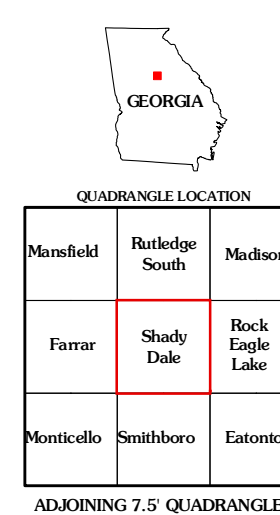 GEORGIA
QUADRANGLE LOCATION
Mansfield
Rutledge
South
Madison
Farrar
Shady
Dale
Rock
Eagle
Lake
Monticello
Smithboro
Eatonto
ADJOINING 7.5' QUADRANGLE